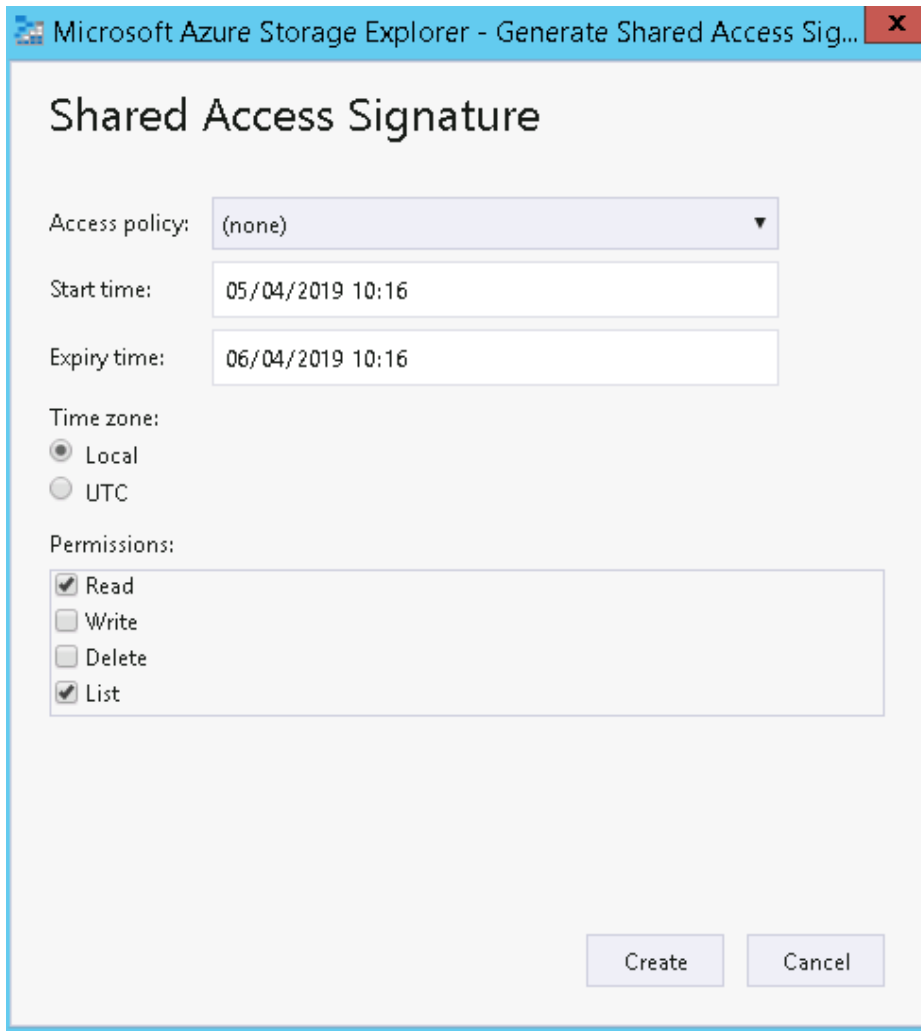 Microsoft Azure Storage Explorer - Generate Shared Access Sig... x
Shared Access Signature
Access policy: (none)
Start time: 05/04/2019 10:16
Expiry time: 06/04/2019 10:16
Time zone:
Local
UTC
Permissions:
Read
Write
Delete
List
Create Cancel